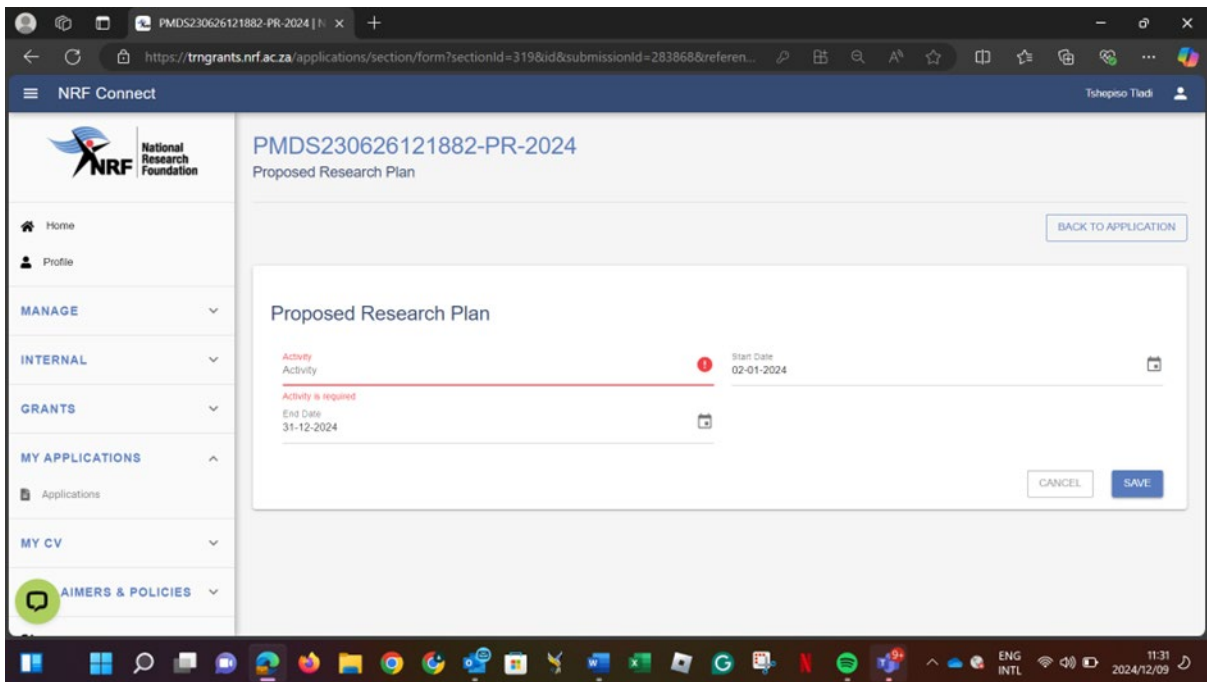 PMDS230626121882-PR-2024 | N
https://trngrants.nrf.ac.za/applications/section/form?sectionId=319&id&submissionId=283868&referen...
NRF Connect
Tshepiso Tladi
NRF
National
Research
Foundation
PMDS230626121882-PR-2024
Proposed Research Plan
Home
BACK TO APPLICATION
Profile
MANAGE
Proposed Research Plan
INTERNAL
Activity
Activity
Start Date
02-01-2024
Activity is required
GRANTS
End Date
31-12-2024
MY APPLICATIONS
Applications
CANCEL
SAVE
MY CV
AIMERS & POLICIES
9+
ENG
INTL
11:31
2024/12/09